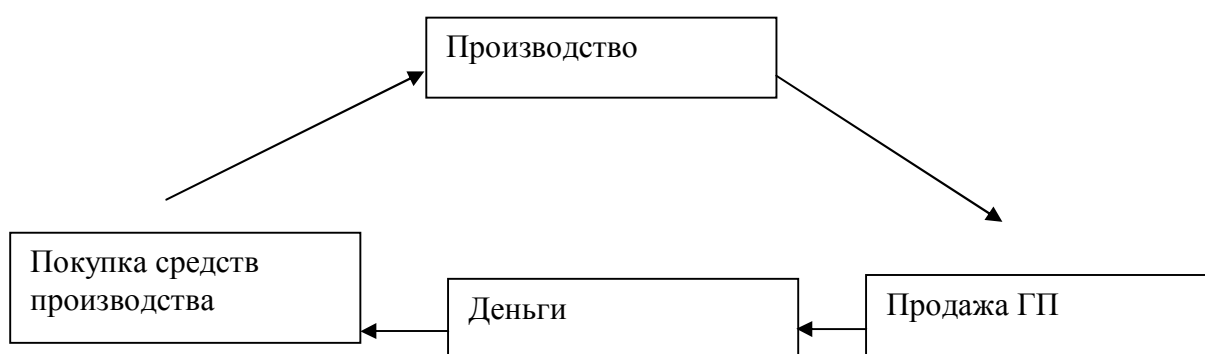 Производство
Покупка средств
производства
Деньги
Продажа ГП